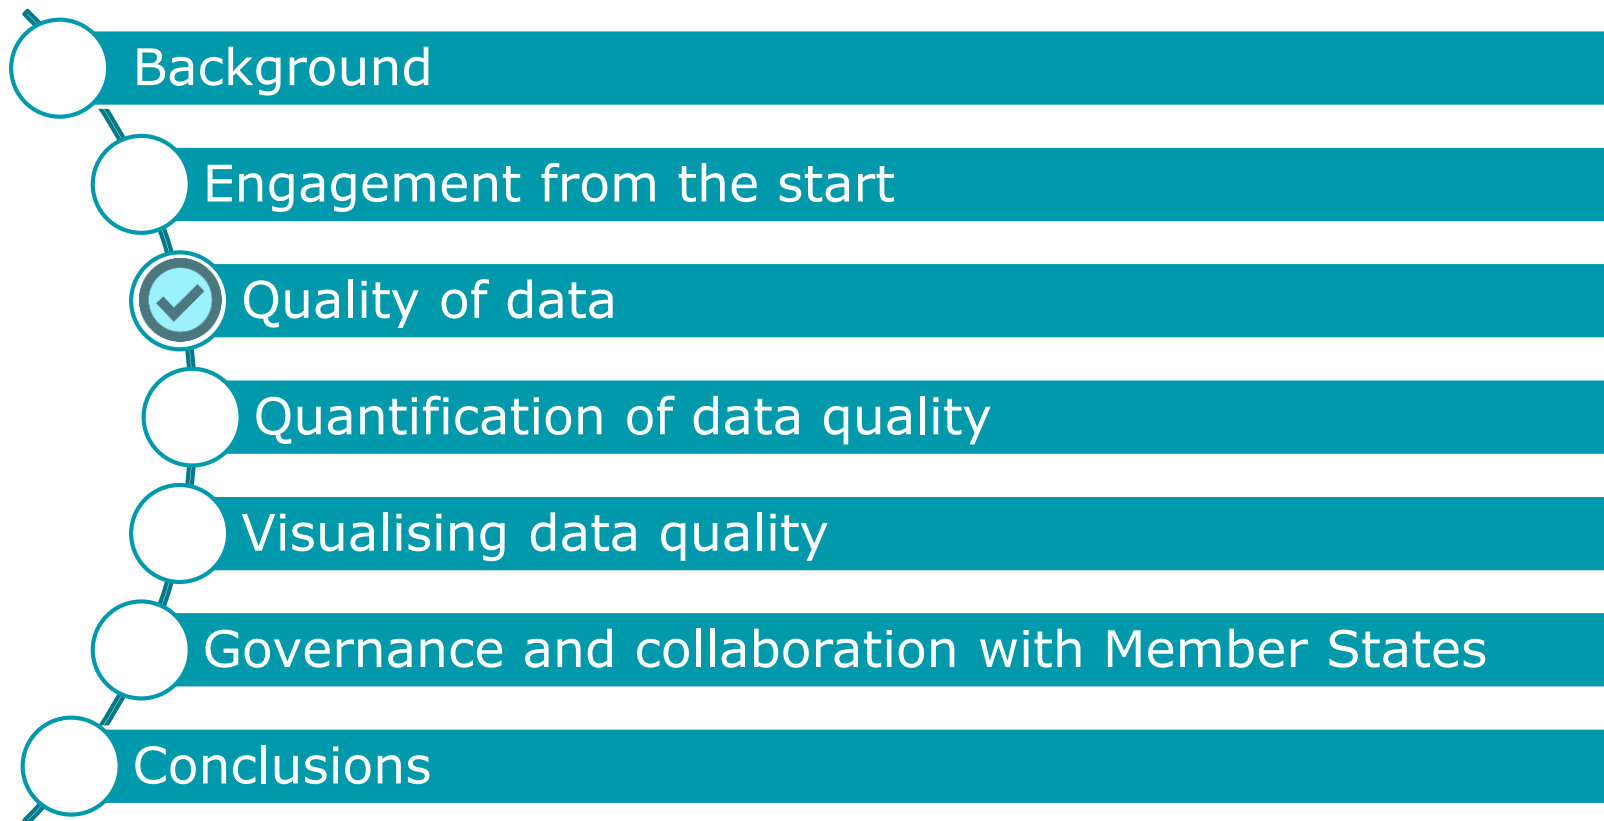 Background
Engagement from the start
Quality of data
Quantification of data quality
Visualising data quality
Governance and collaboration with Member States
Conclusions